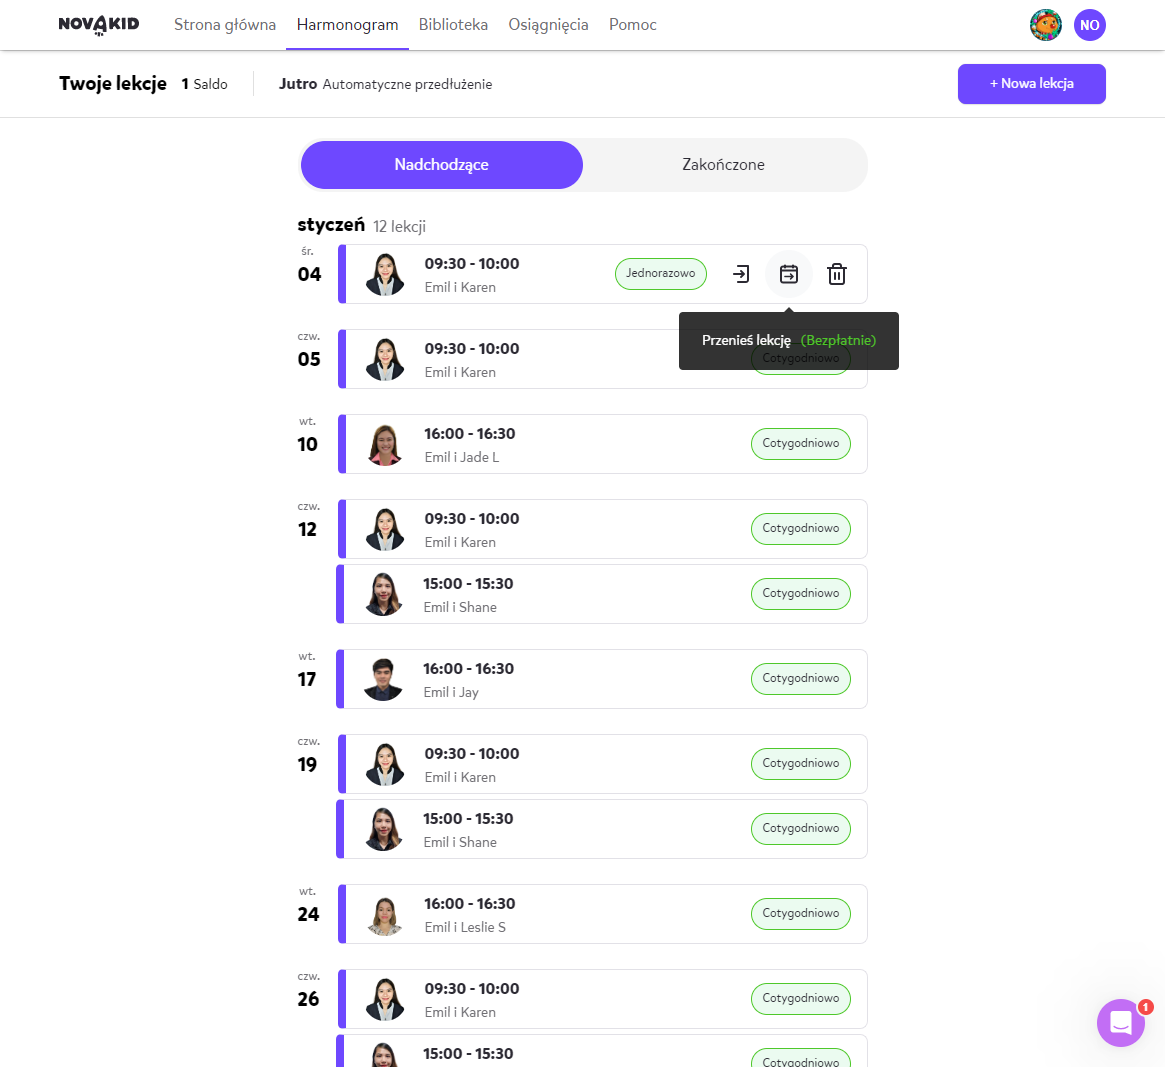 NOVAKID Strona główna Harmonogram Biblioteka Osiągnięcia Pomoc NO
Twoje lekcje 1 Saldo Jutro Automatyczne przedłużenie + Nowa lekcja
Nadchodzące Zakończone
styczeń 12 lekcji
śr.
04
09:30 - 10:00
Emil i Karen
Jednorazowo
Przenieś lekcję (Bezpłatnie)
czw.
05
09:30 - 10:00
Emil i Karen
Cotygodniowo
wt.
10
16:00 - 16:30
Emil i Jade L
Cotygodniowo
czw.
12
09:30 - 10:00
Emil i Karen
Cotygodniowo
15:00 - 15:30
Emil i Shane
Cotygodniowo
wt.
17
16:00 - 16:30
Emil i Jay
Cotygodniowo
czw.
19
09:30 - 10:00
Emil i Karen
Cotygodniowo
15:00 - 15:30
Emil i Shane
Cotygodniowo
wt.
24
16:00 - 16:30
Emil i Leslie S
Cotygodniowo
czw.
26
09:30 - 10:00
Emil i Karen
Cotygodniowo
15:00 - 15:30
Cotygodniowo
1